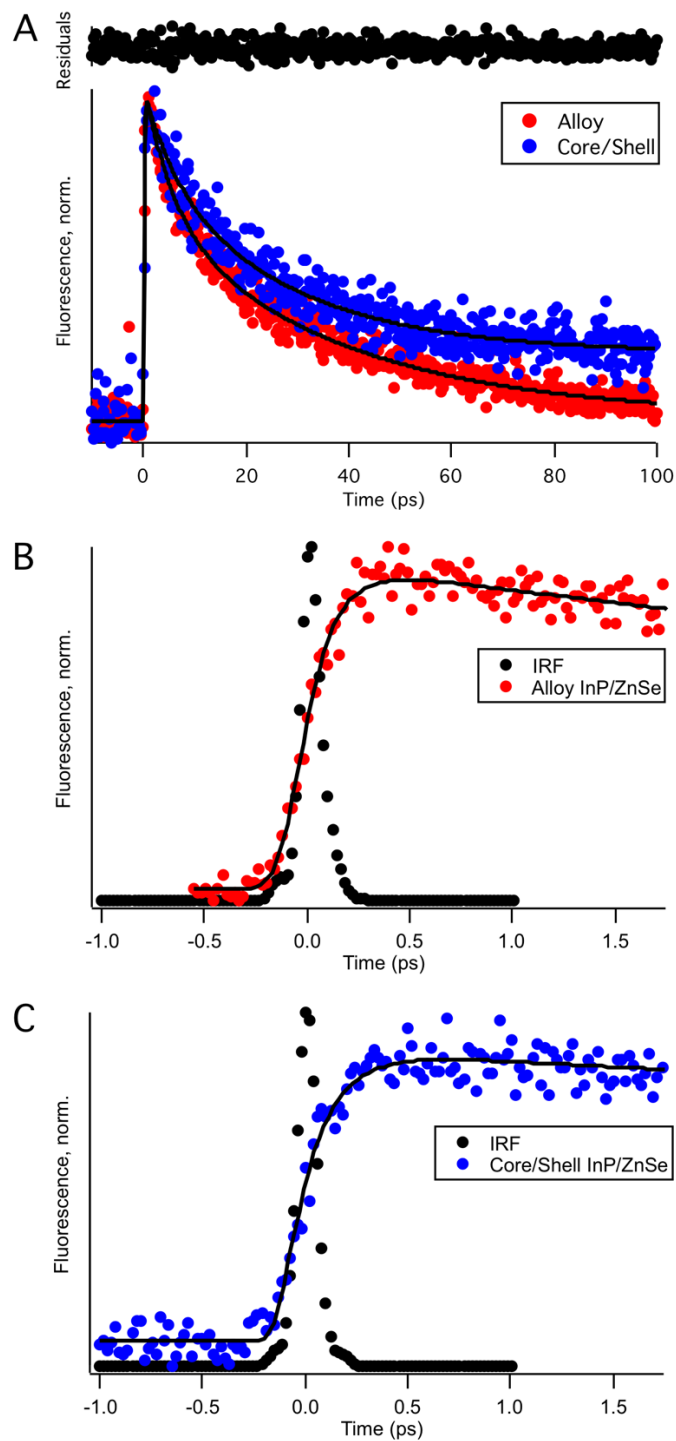 A
Residuals
Fluorescence, norm.
Alloy
Core/Shell
0 20 40 60 80 100
Time (ps)
B
Fluorescence, norm.
IRF
Alloy InP/ZnSe
-1.0 -0.5 0.0 0.5 1.0 1.5
Time (ps)
C
Fluorescence, norm.
IRF
Core/Shell InP/ZnSe
-1.0 -0.5 0.0 0.5 1.0 1.5
Time (ps)